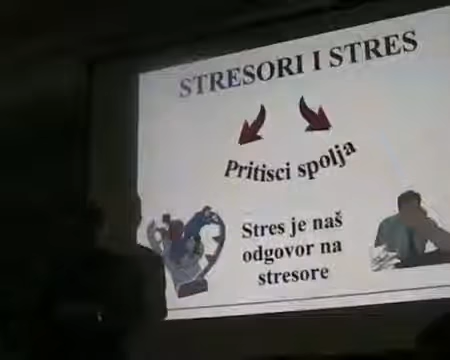 STRESORI I STRES
Pritisci spolja
Stres je naš
odgovor na
stresore